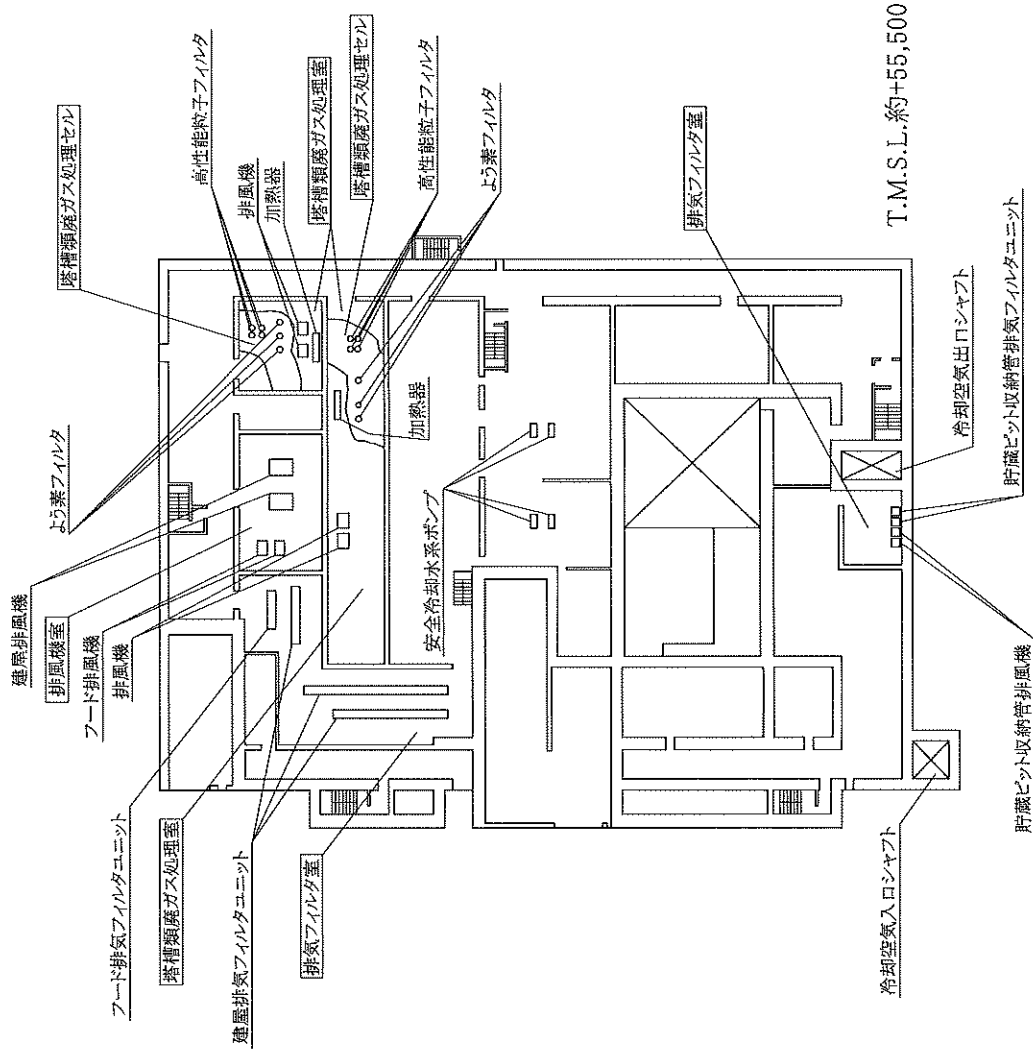 塔槽類廃ガス処理セル
高性能粒子フィルタ
排風機
加熱器
塔槽類廃ガス処理室
塔槽類廃ガス処理セル
高性能粒子フィルタ
よう素フィルタ
排気フィルタ室
T.M.S.L.約+55,500
よう素フィルタ
建屋排風機
排風機室
フード排風機
排風機
フード排気フィルタユニット
塔槽類廃ガス処理室
建屋排気フィルタユニット
排気フィルタ室
加熱器
安全冷却水系ポンプ
冷却空気出口シャフト
貯蔵ピット収納管排気フィルタユニット
貯蔵ピット収納管排風機
冷却空気入口シャフト